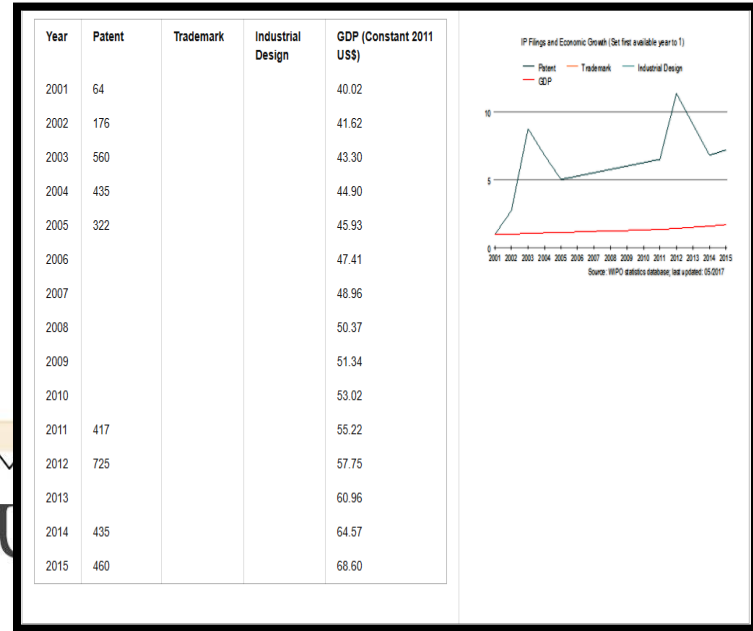 Year Patent Trademark Industrial Design GDP (Constant 2011 US$)
2001 64 40.02
2002 176 41.62
2003 560 43.30
2004 435 44.90
2005 322 45.93
2006 47.41
2007 48.96
2008 50.37
2009 51.34
2010 53.02
2011 417 55.22
2012 725 57.75
2013 60.96
2014 435 64.57
2015 460 68.60
IP Filings and Economic Growth (Set first available year to 1)
Patent Trademark Industrial Design
GDP
10
5
0
2001 2002 2003 2004 2005 2006 2007 2008 2009 2010 2011 2012 2013 2014 2015
Source: WIPO statistics database; last updated: 05/2017